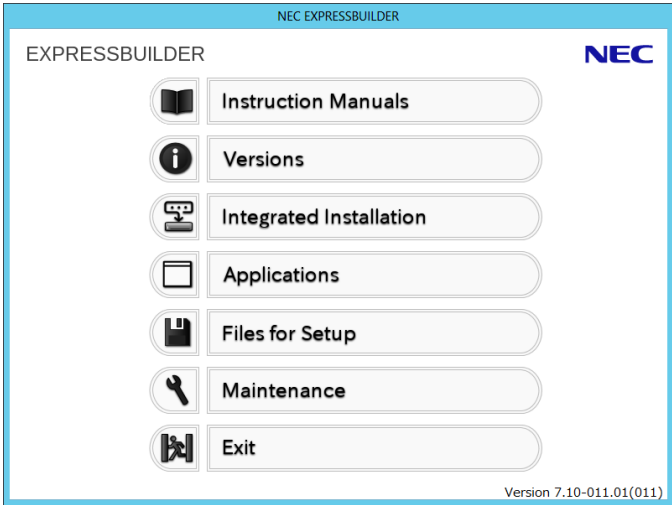 NEC EXPRESSBUILDER
EXPRESSBUILDER
NEC
Instruction Manuals
Versions
Integrated Installation
Applications
Files for Setup
Maintenance
Exit
Version 7.10-011.01(011)